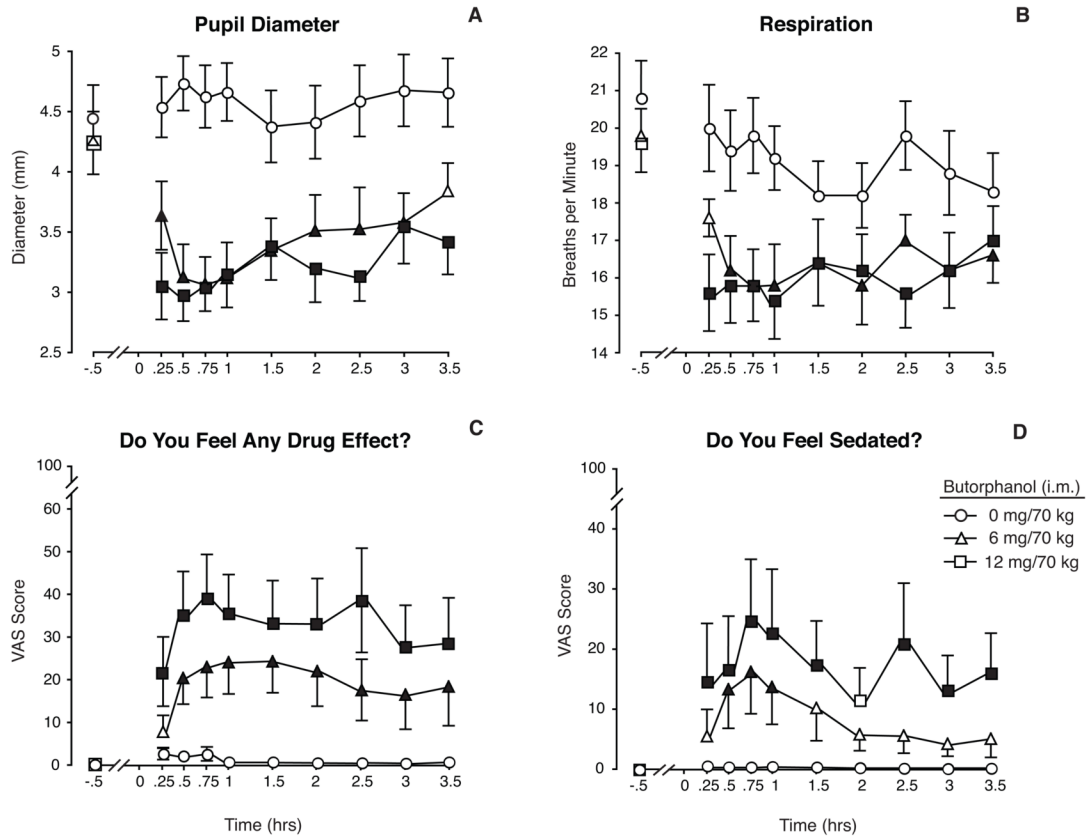 A
Pupil Diameter
5
4.5
4
3.5
3
2.5
Diameter (mm)
-.5 0 .25 .5 .75 1 1.5 2 2.5 3 3.5
B
Respiration
22
21
20
19
18
17
16
15
14
Breaths per Minute
-.5 0 .25 .5 .75 1 1.5 2 2.5 3 3.5
C
Do You Feel Any Drug Effect?
100
60
50
40
30
20
10
0
VAS Score
-.5 0 .25 .5 .75 1 1.5 2 2.5 3 3.5
Time (hrs)
D
Do You Feel Sedated?
100
40
30
20
10
0
VAS Score
-.5 0 .25 .5 .75 1 1.5 2 2.5 3 3.5
Time (hrs)
Butorphanol (i.m.)
0 mg/70 kg
6 mg/70 kg
12 mg/70 kg